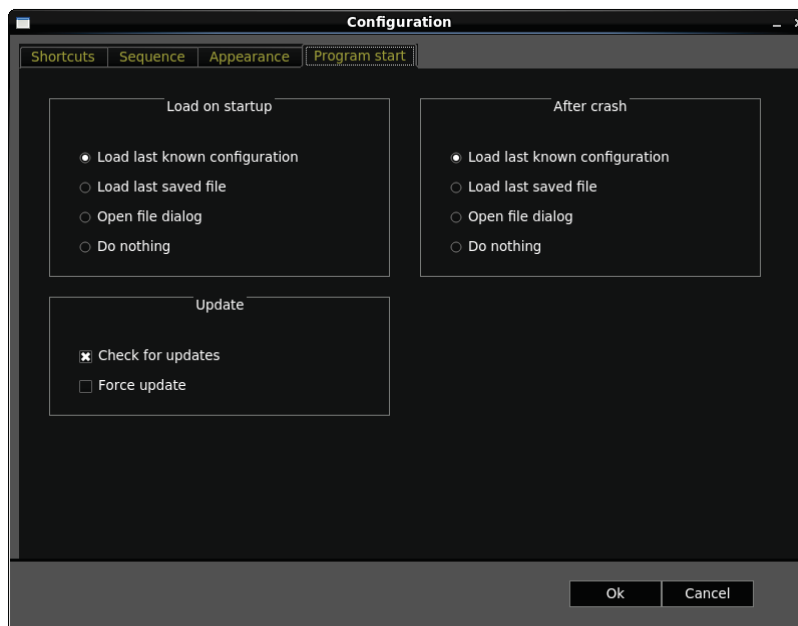 Configuration
Shortcuts Sequence Appearance Program start
Load on startup
Load last known configuration
Load last saved file
Open file dialog
Do nothing
After crash
Load last known configuration
Load last saved file
Open file dialog
Do nothing
Update
Check for updates
Force update
Ok Cancel